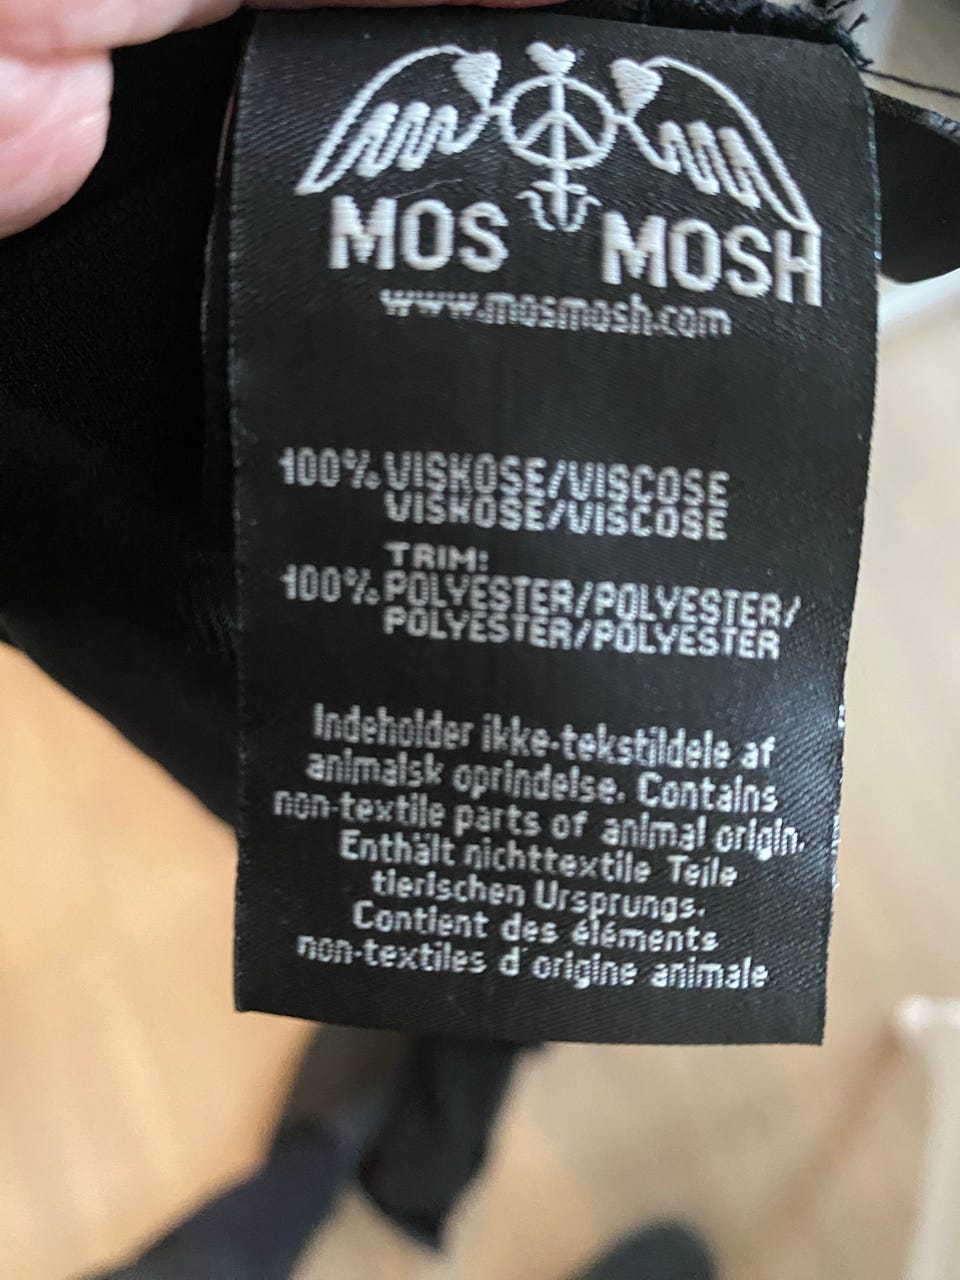 MOS MOSH
www.mosmosh.com
100% VISKOSE/VISCOSE
VISKOSE/VISCOSE
TRIM:
100% POLYESTER/POLYESTER/
POLYESTER/POLYESTER
Indeholder ikke-tekstildele af
animalsk oprindelse. Contains
non-textile parts of animal origin.
Enthält nichttextile Teile
tierischen Ursprungs.
Contient des éléments
non-textiles d'origine animale